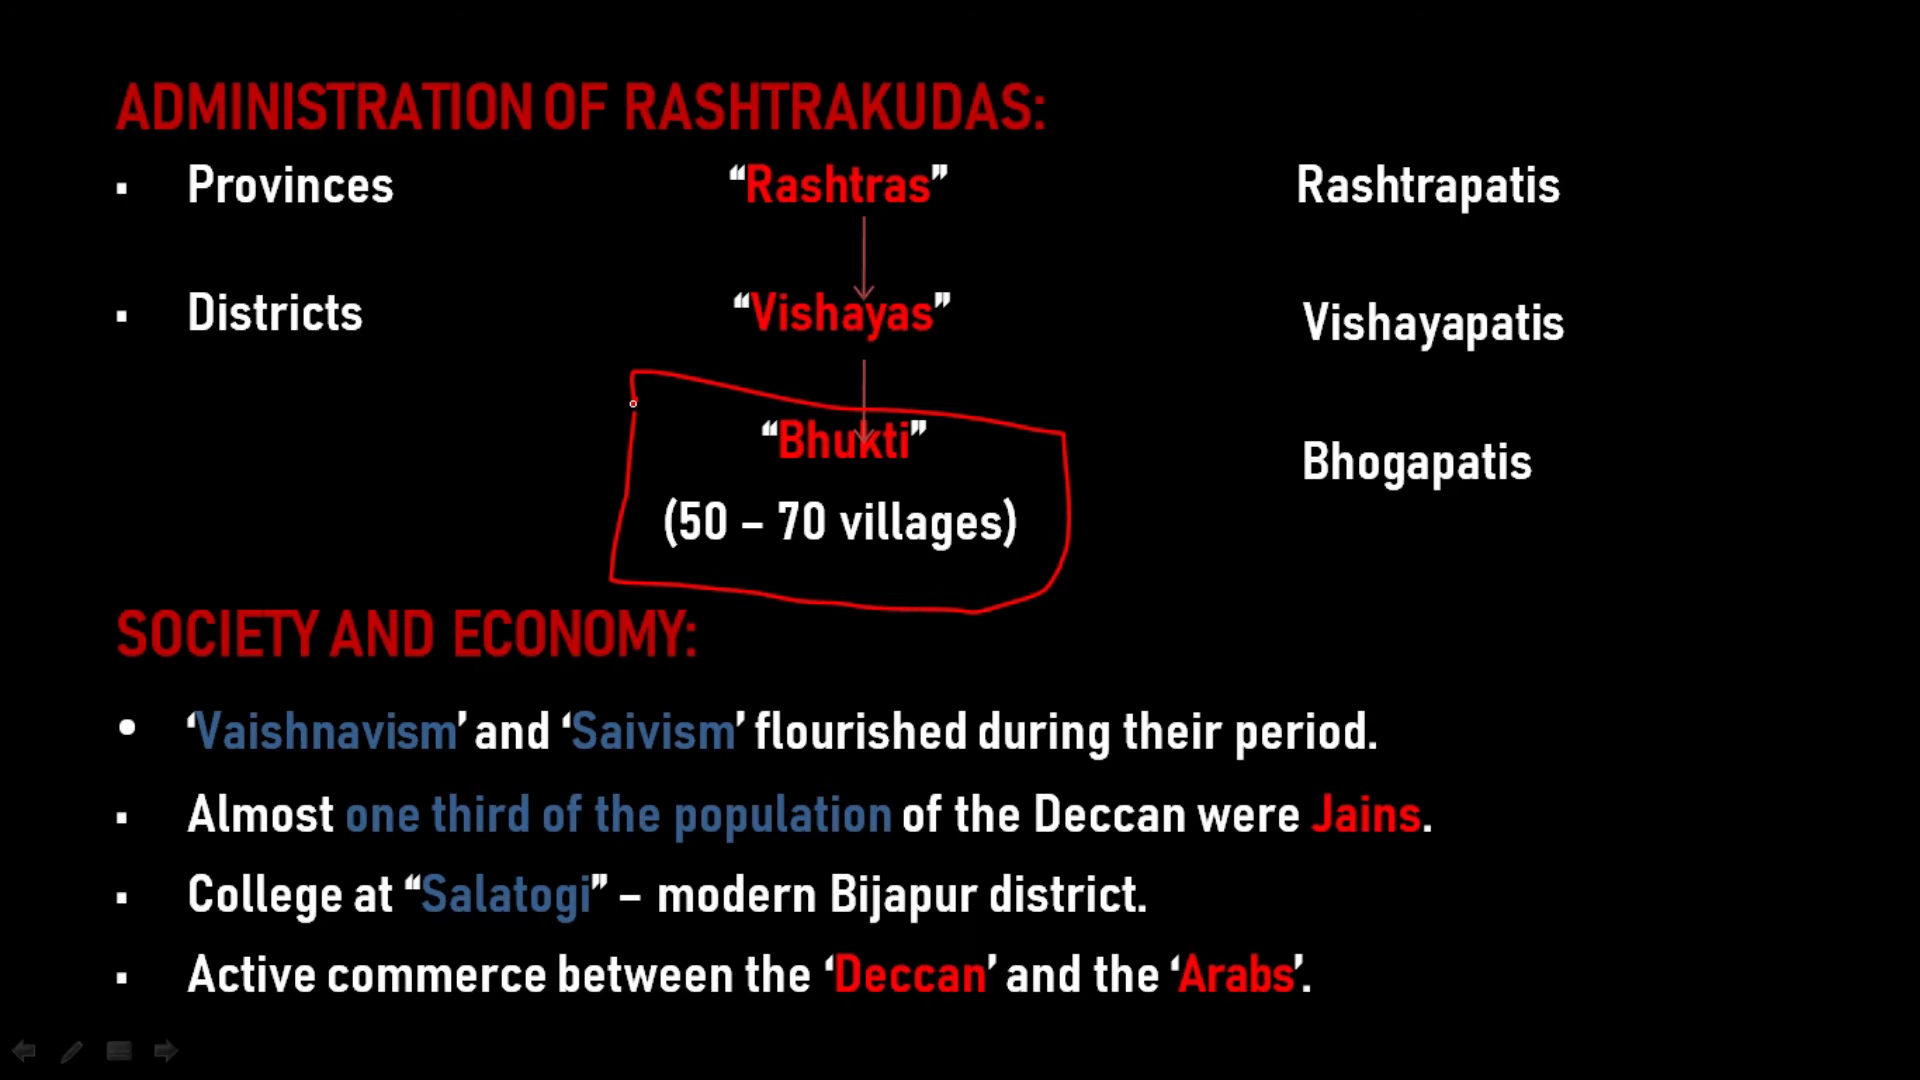 ADMINISTRATION OF RASHTRAKUDAS:
▪ Provinces “Rashtras” Rashtrapatis
▪ Districts “Vishayas” Vishayapatis
“Bhukti” Bhogapatis
(50 – 70 villages)
SOCIETY AND ECONOMY:
• ‘Vaishnavism’ and ‘Saivism’ flourished during their period.
▪ Almost one third of the population of the Deccan were Jains.
▪ College at “Salatogi” – modern Bijapur district.
▪ Active commerce between the ‘Deccan’ and the ‘Arabs’.